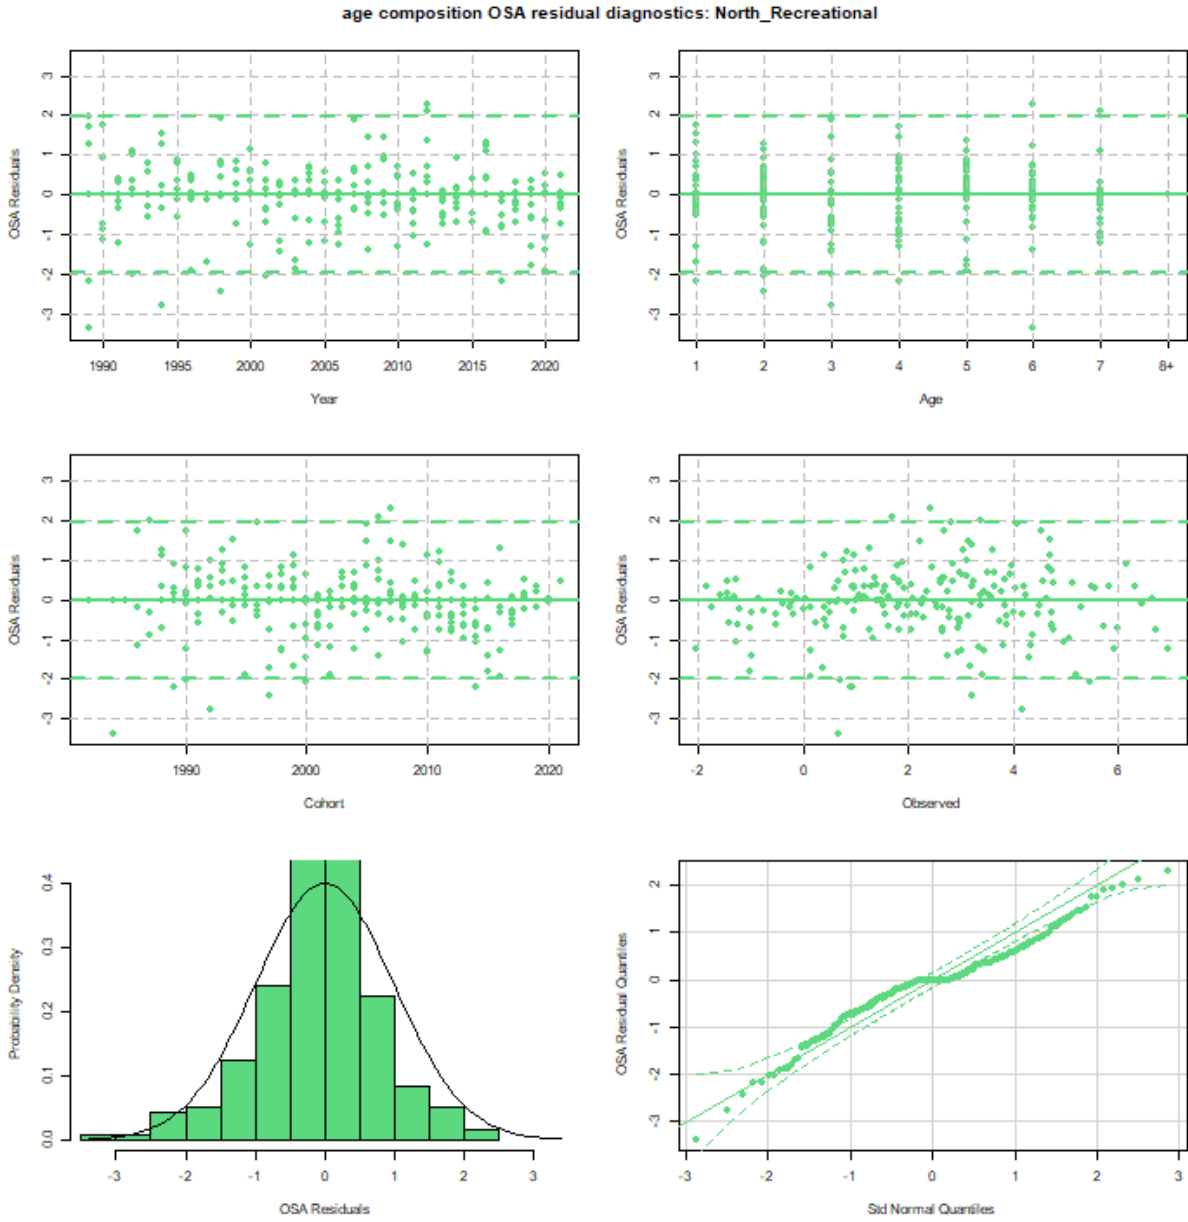 age composition OSA residual diagnostics: North_Recreational
OSA Residuals
3
2
1
0
-1
-2
-3
1990 1995 2000 2005 2010 2015 2020
Year
OSA Residuals
3
2
1
0
-1
-2
-3
1 2 3 4 5 6 7 8+
Age
OSA Residuals
3
2
1
0
-1
-2
-3
1990 2000 2010 2020
Cohort
OSA Residuals
3
2
1
0
-1
-2
-3
-2 0 2 4 6
Observed
Probability Density
0.4
0.3
0.2
0.1
0.0
-3 -2 -1 0 1 2 3
OSA Residuals
OSA Residual Quantiles
2
1
0
-1
-2
-3
-3 -2 -1 0 1 2 3
Std Normal Quantiles